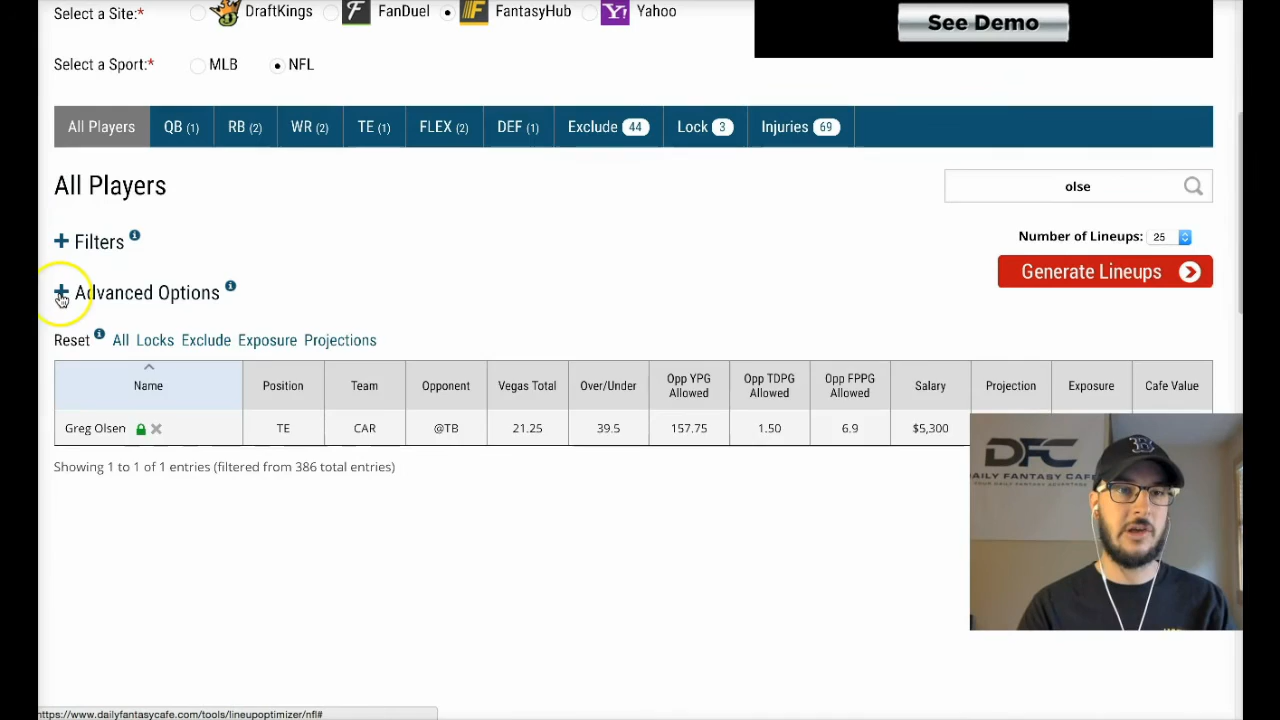 Select a Site:* DraftKings FanDuel FantasyHub Yahoo
See Demo
Select a Sport:* MLB NFL
All Players QB (1) RB (2) WR (2) TE (1) FLEX (2) DEF (1) Exclude 44 Lock 3 Injuries 69
All Players
olse
Filters
Number of Lineups: 25
Generate Lineups
Advanced Options
Reset All Locks Exclude Exposure Projections
Name Position Team Opponent Vegas Total Over/Under Opp YPG Allowed Opp TDPG Allowed Opp FPPG Allowed Salary Projection Exposure Cafe Value
Greg Olsen TE CAR @TB 21.25 39.5 157.75 1.50 6.9 $5,300
Showing 1 to 1 of 1 entries (filtered from 386 total entries)
DFC
DAILY FANTASY CAFE
YOUR DAILY FANTASY ADVANTAGE
https://www.dailyfantasycafe.com/tools/lineupoptimizer/nfl#